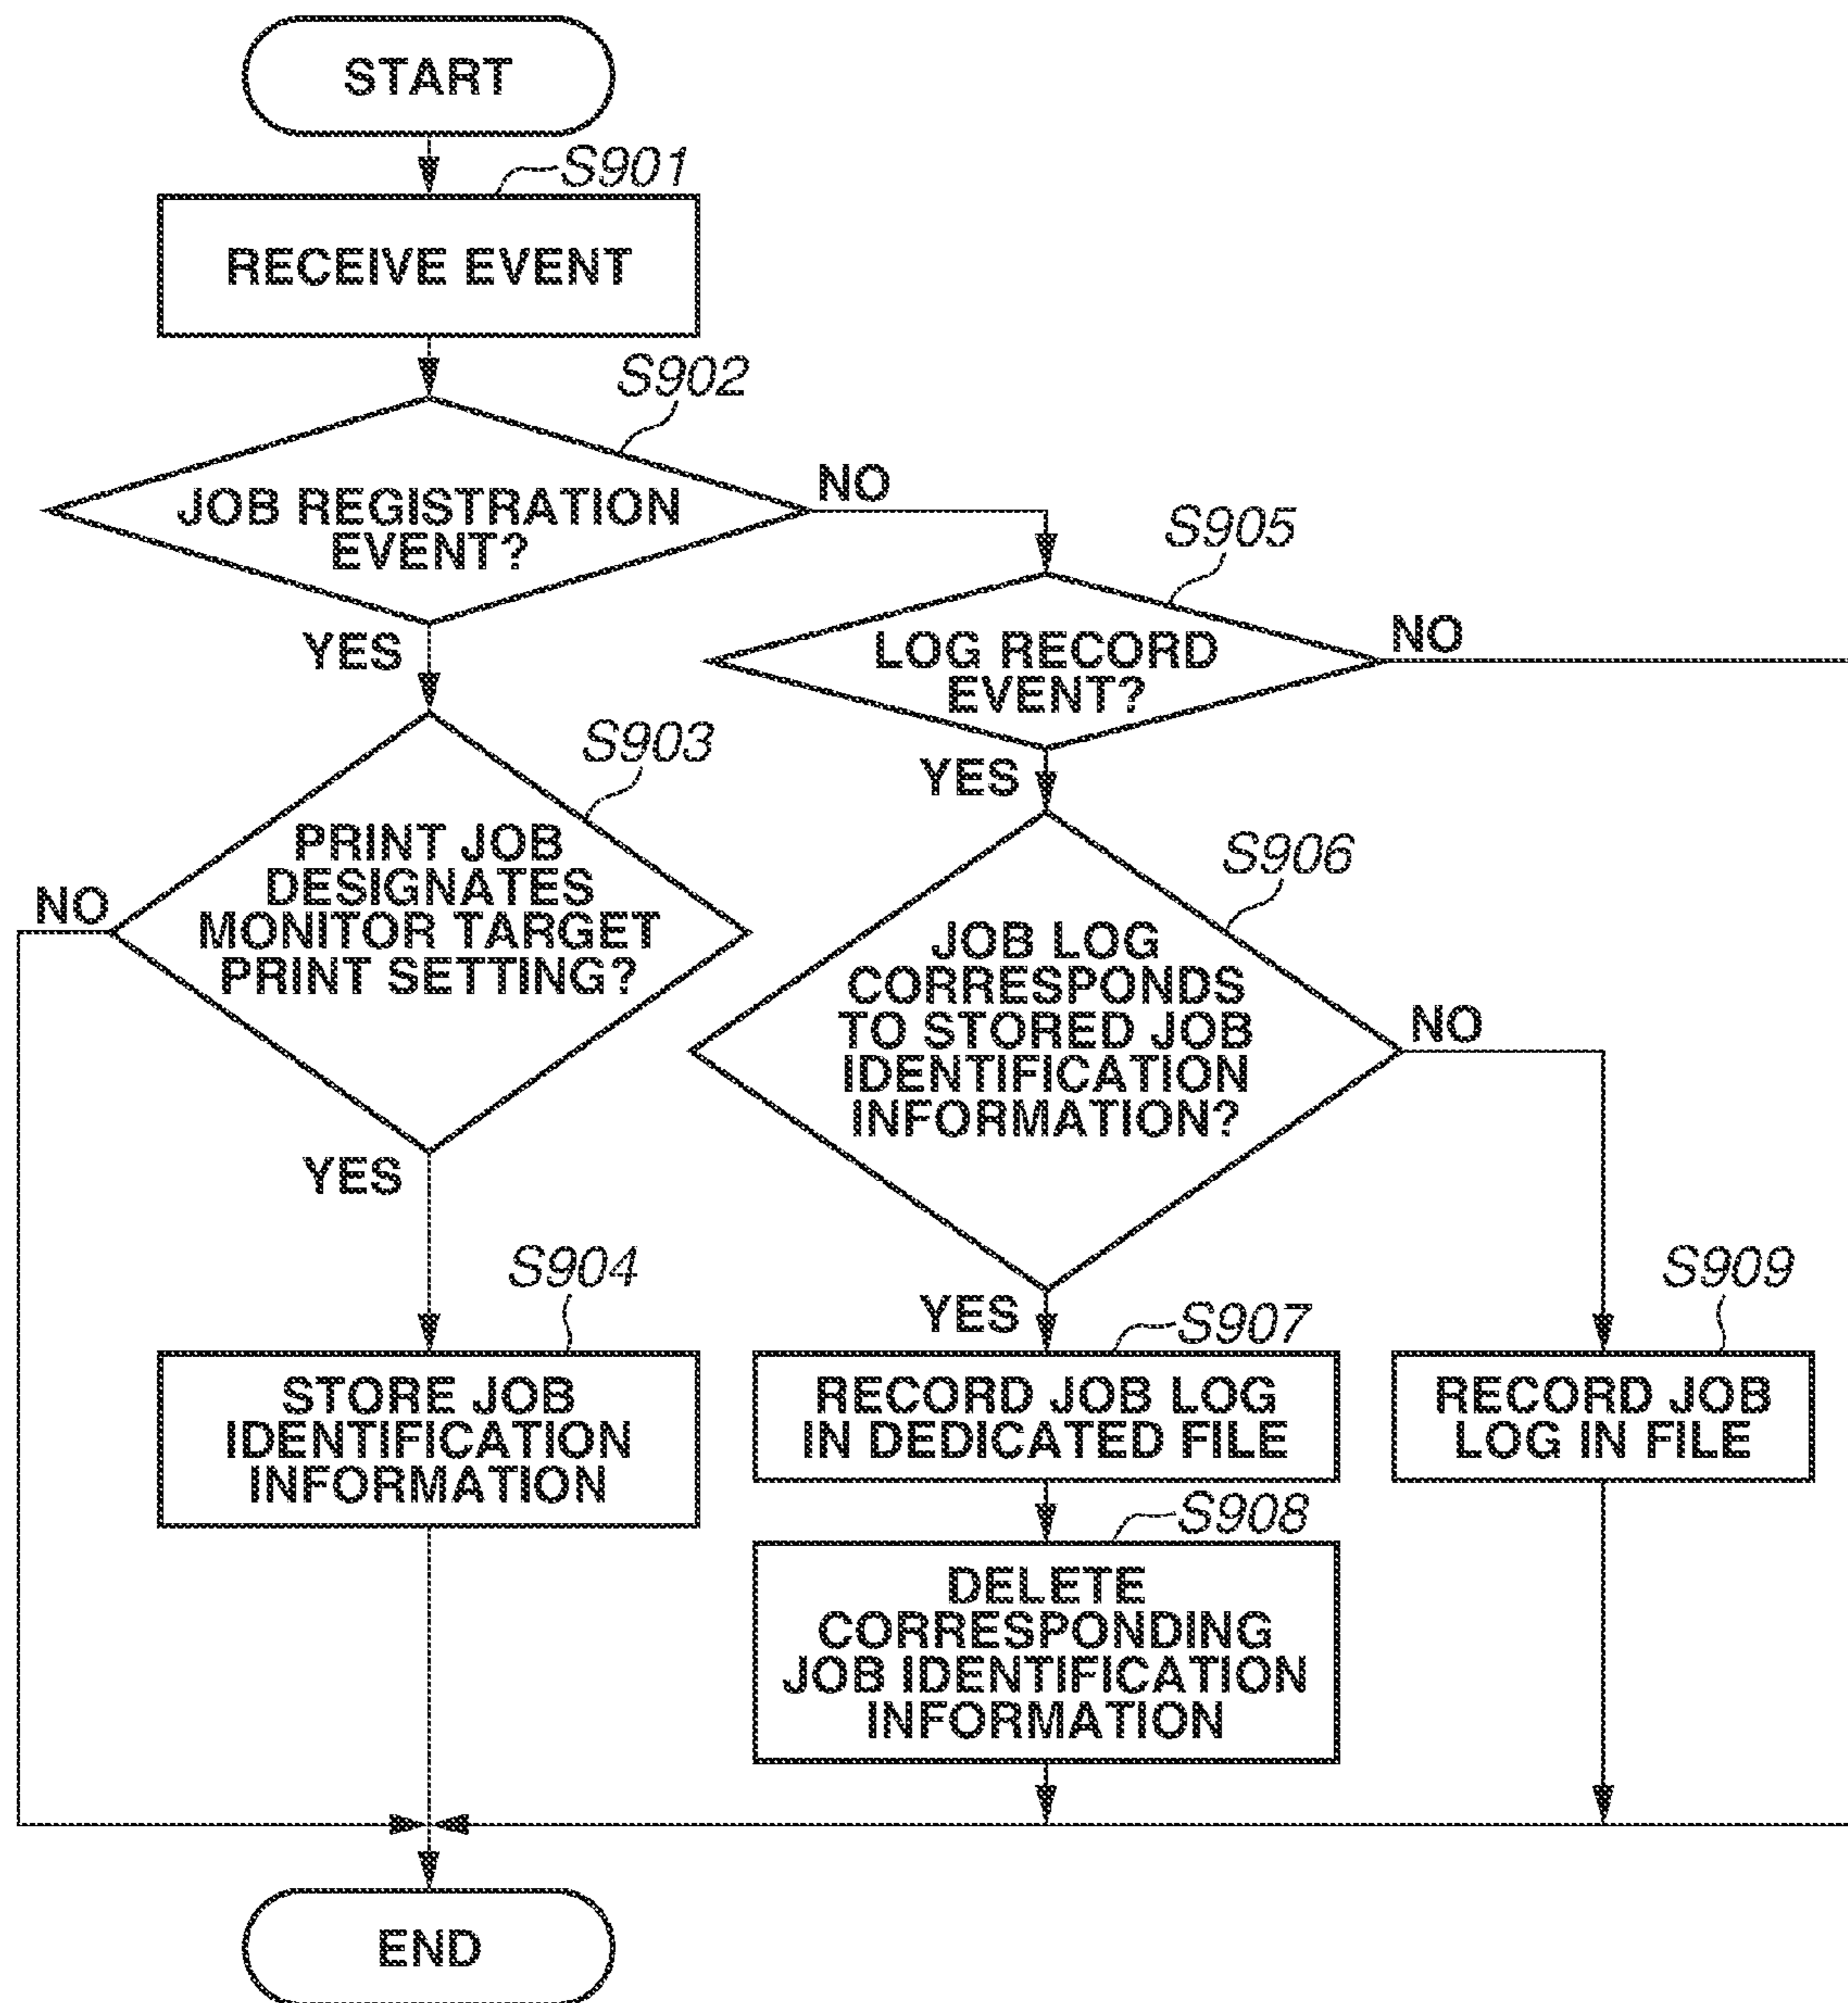 START
S901
RECEIVE EVENT
S902
JOB REGISTRATION
EVENT?
NO
YES
S903
PRINT JOB
DESIGNATES
MONITOR TARGET
PRINT SETTING?
NO
YES
S904
STORE JOB
IDENTIFICATION
INFORMATION
S905
LOG RECORD
EVENT?
NO
YES
S906
JOB LOG
CORRESPONDS
TO STORED JOB
IDENTIFICATION
INFORMATION?
NO
YES
S907
RECORD JOB LOG
IN DEDICATED FILE
S908
DELETE
CORRESPONDING
JOB IDENTIFICATION
INFORMATION
S909
RECORD JOB
LOG IN FILE
END